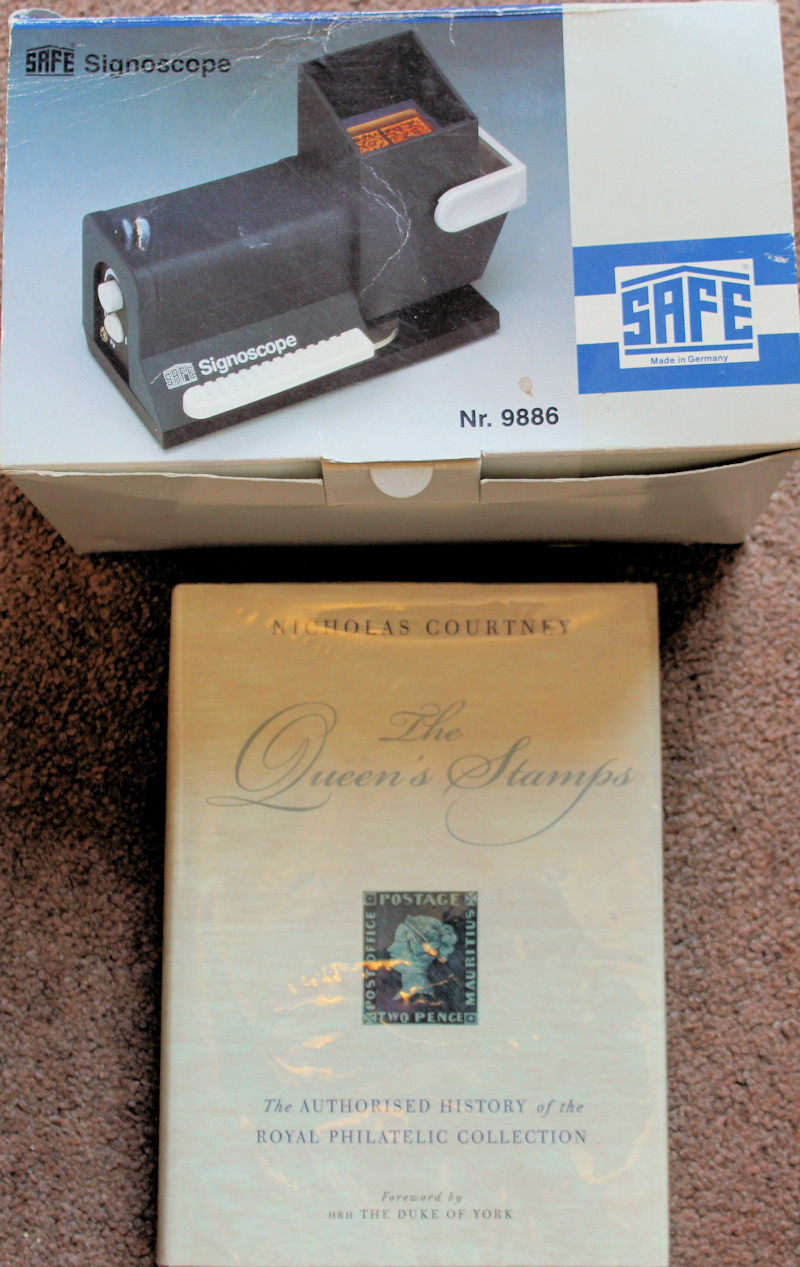 SAFE Signoscope
SAFE Signoscope
Nr. 9886
SAFE
Made in Germany
NICHOLAS COURTNEY
The
Queen's Stamps
POSTAGE
POST OFFICE
MAURITIUS
TWO PENCE
The AUTHORISED HISTORY of the
ROYAL PHILATELIC COLLECTION
Foreword by
HRH THE DUKE OF YORK